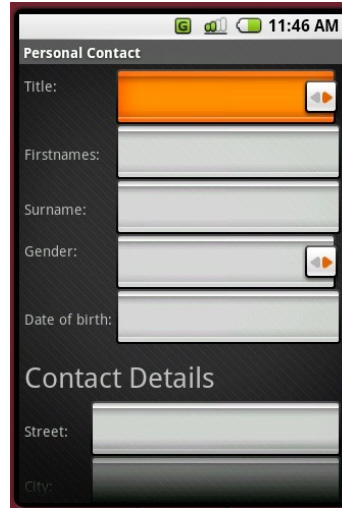 G 11:46 AM
Personal Contact
Title:
Firstnames:
Surname:
Gender:
Date of birth:
Contact Details
Street:
City: